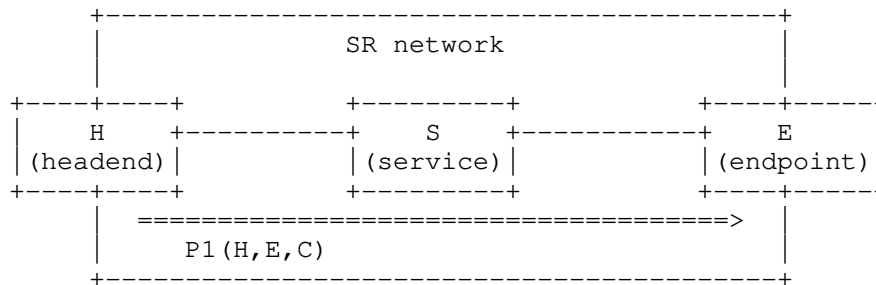 SR network
H S E
(headend) (service) (endpoint)
P1(H,E,C)